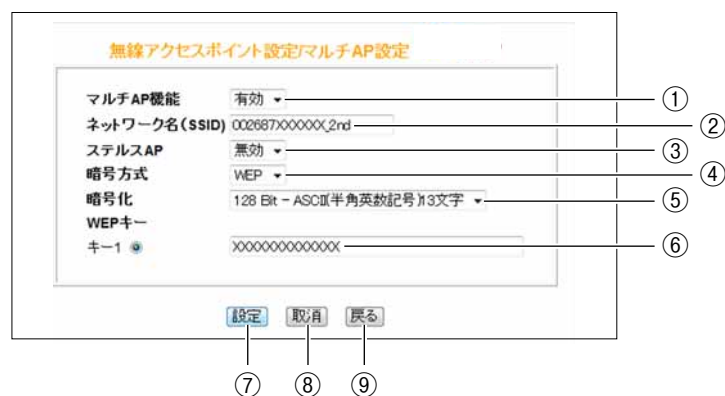 無線アクセスポイント設定/マルチAP設定
マルチAP機能 有効 ①
ネットワーク名(SSID) 002687XXXXXX_2nd ②
ステルスAP 無効 ③
暗号方式 WEP ④
暗号化 128 Bit - ASCII(半角英数記号)13文字 ⑤
WEPキー
キー1 XXXXXXXXXXXXX ⑥
設定 取消 戻る
⑦ ⑧ ⑨